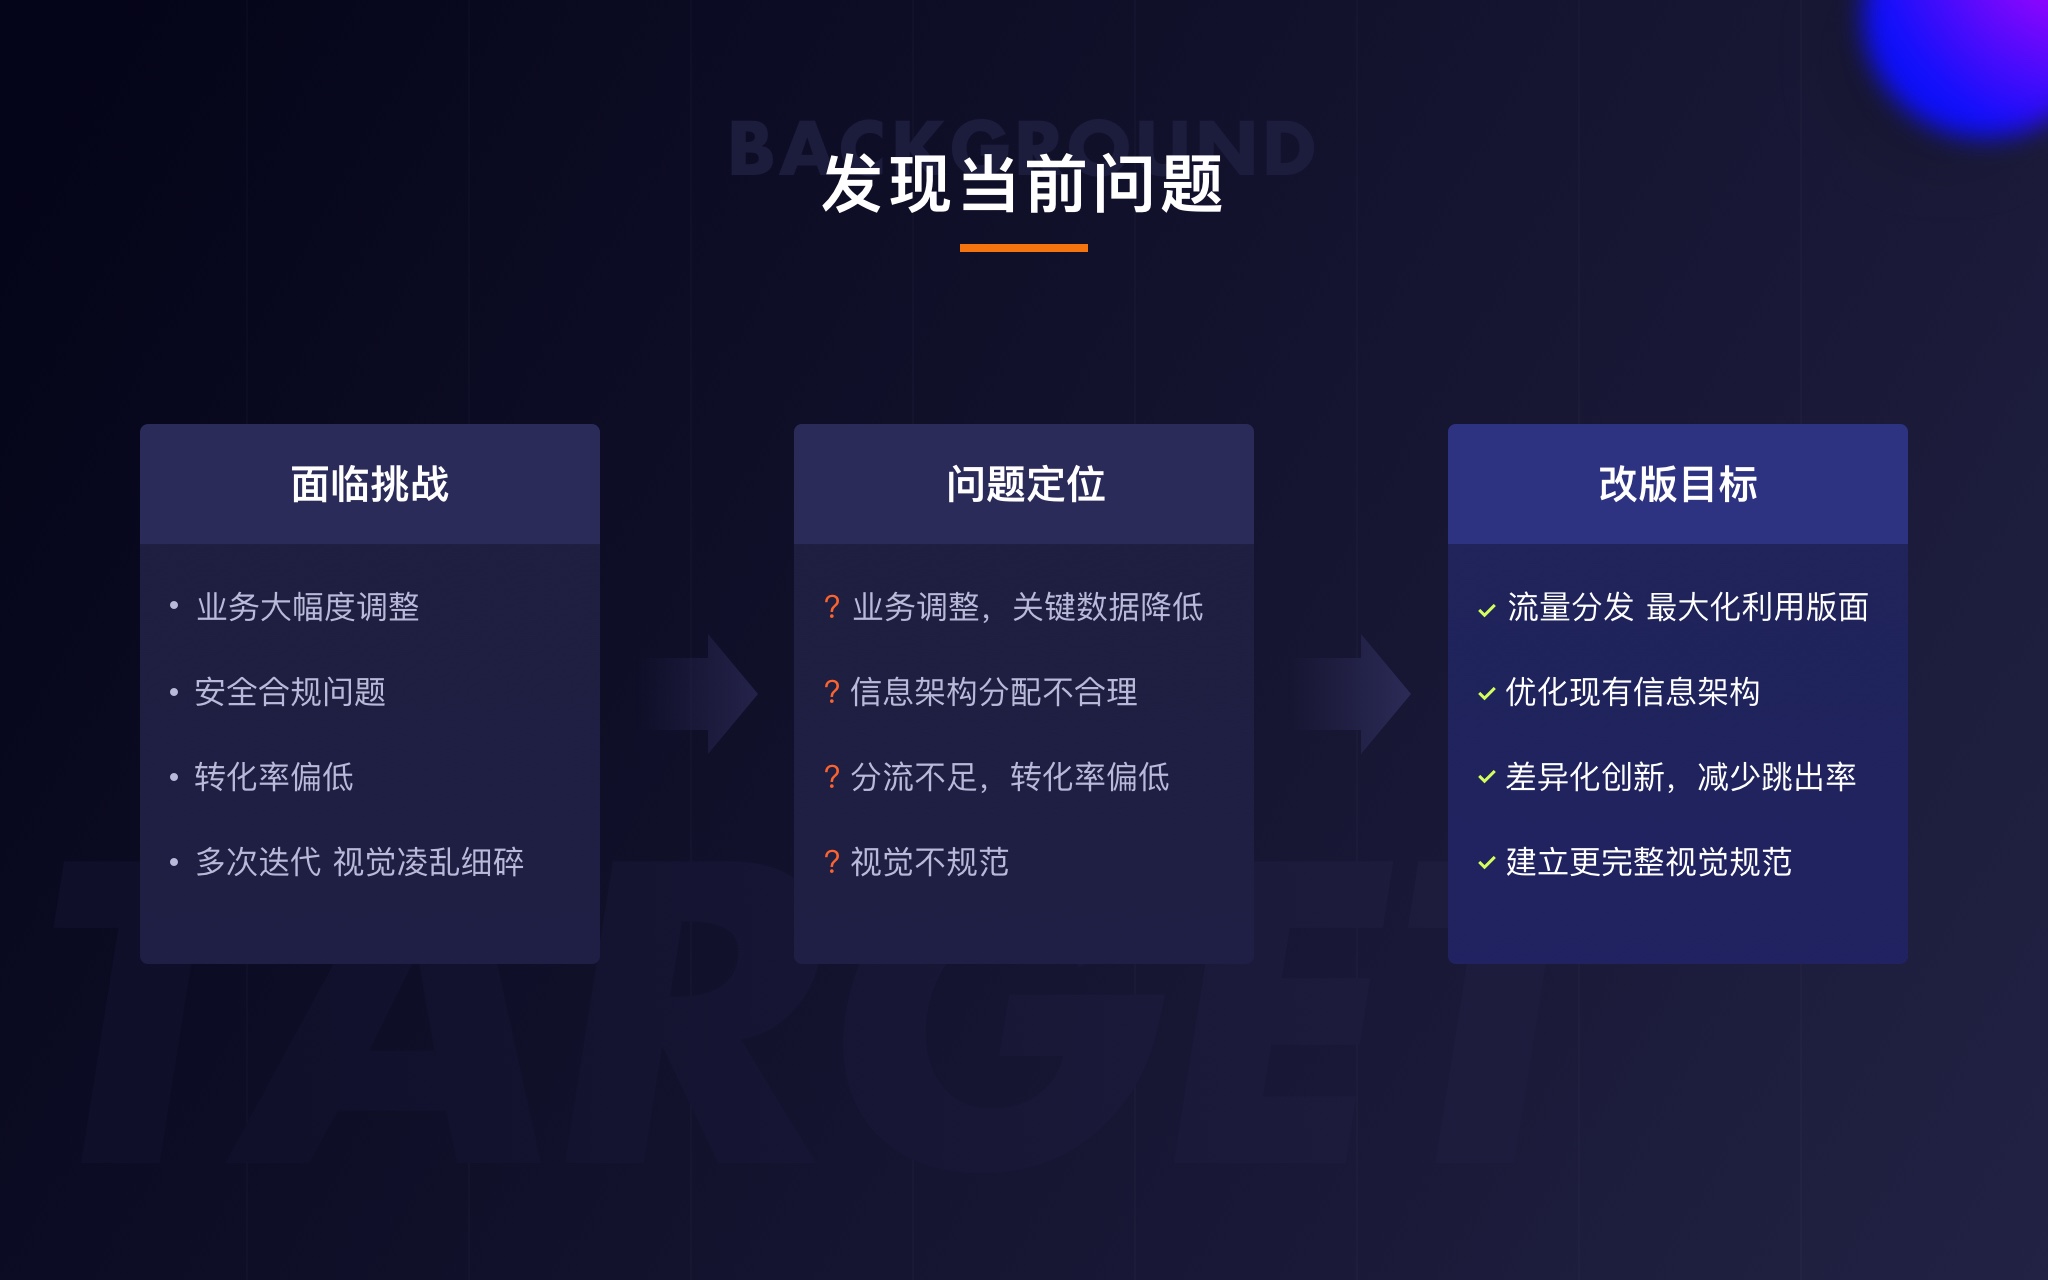 BACKGROUND
发现当前问题
面临挑战
• 业务大幅度调整
• 安全合规问题
• 转化率偏低
• 多次迭代 视觉凌乱细碎
问题定位
? 业务调整，关键数据降低
? 信息架构分配不合理
? 分流不足，转化率偏低
? 视觉不规范
改版目标
✓ 流量分发 最大化利用版面
✓ 优化现有信息架构
✓ 差异化创新，减少跳出率
✓ 建立更完整视觉规范
TARGET